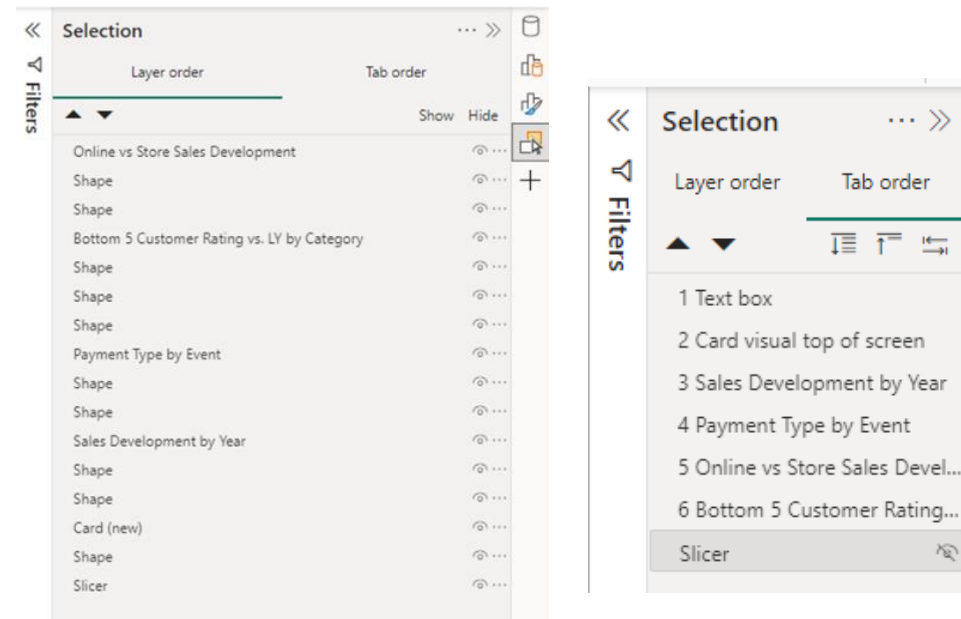 Selection
Filters
Layer order Tab order
Show Hide
Online vs Store Sales Development
Shape
Shape
Bottom 5 Customer Rating vs. LY by Category
Shape
Shape
Shape
Payment Type by Event
Shape
Shape
Sales Development by Year
Shape
Shape
Card (new)
Shape
Slicer
Selection
Filters
Layer order Tab order
1 Text box
2 Card visual top of screen
3 Sales Development by Year
4 Payment Type by Event
5 Online vs Store Sales Devel...
6 Bottom 5 Customer Rating...
Slicer